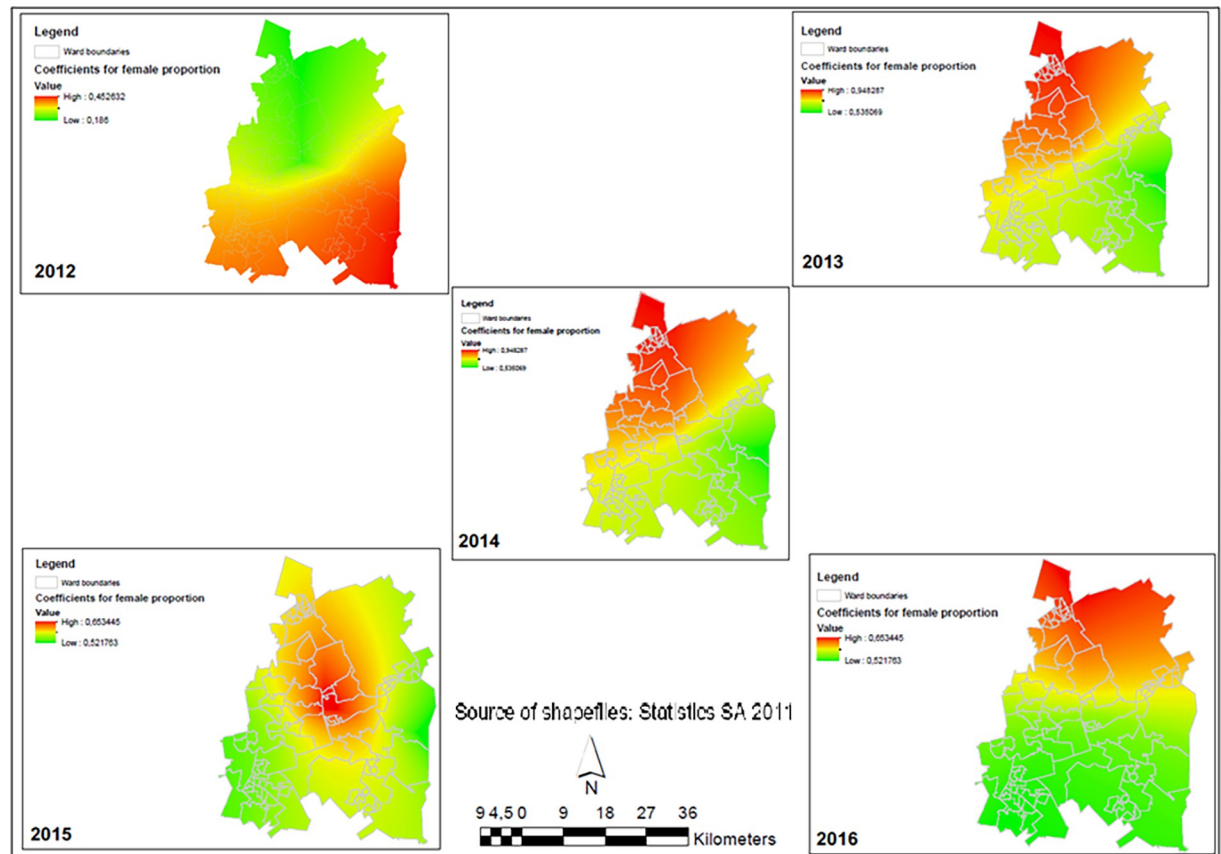 Legend
Ward boundaries
Coefficients for female proportion
Value
High : 0,452632
Low : 0,186
2012
Legend
Ward boundaries
Coefficients for female proportion
Value
High : 0,948287
Low : 0,535069
2013
Legend
Ward boundaries
Coefficients for female proportion
Value
High : 0,948287
Low : 0,535069
2014
Legend
Ward boundaries
Coefficients for female proportion
Value
High : 0,653445
Low : 0,521763
2015
Source of shapefiles: Statistics SA 2011
N
9 4,5 0 9 18 27 36
Kilometers
Legend
Ward boundaries
Coefficients for female proportion
Value
High : 0,653445
Low : 0,521763
2016